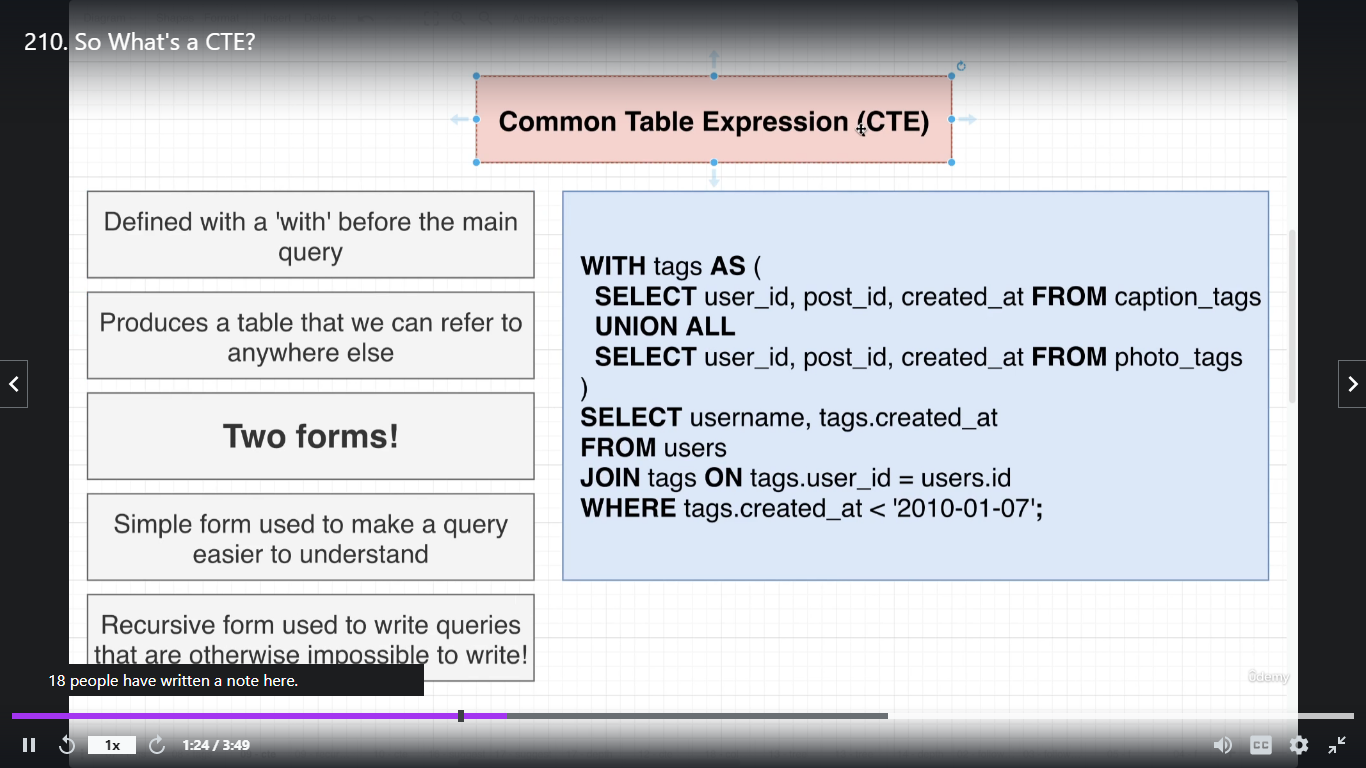 210. So What's a CTE?
Common Table Expression (CTE)
Defined with a 'with' before the main
query
Produces a table that we can refer to
anywhere else
Two forms!
Simple form used to make a query
easier to understand
Recursive form used to write queries
that are otherwise impossible to write!
WITH tags AS (
SELECT user_id, post_id, created_at FROM caption_tags
UNION ALL
SELECT user_id, post_id, created_at FROM photo_tags
)
SELECT username, tags.created_at
FROM users
JOIN tags ON tags.user_id = users.id
WHERE tags.created_at < '2010-01-07';
18 people have written a note here.
udemy
1x
1:24 / 3:49
CC